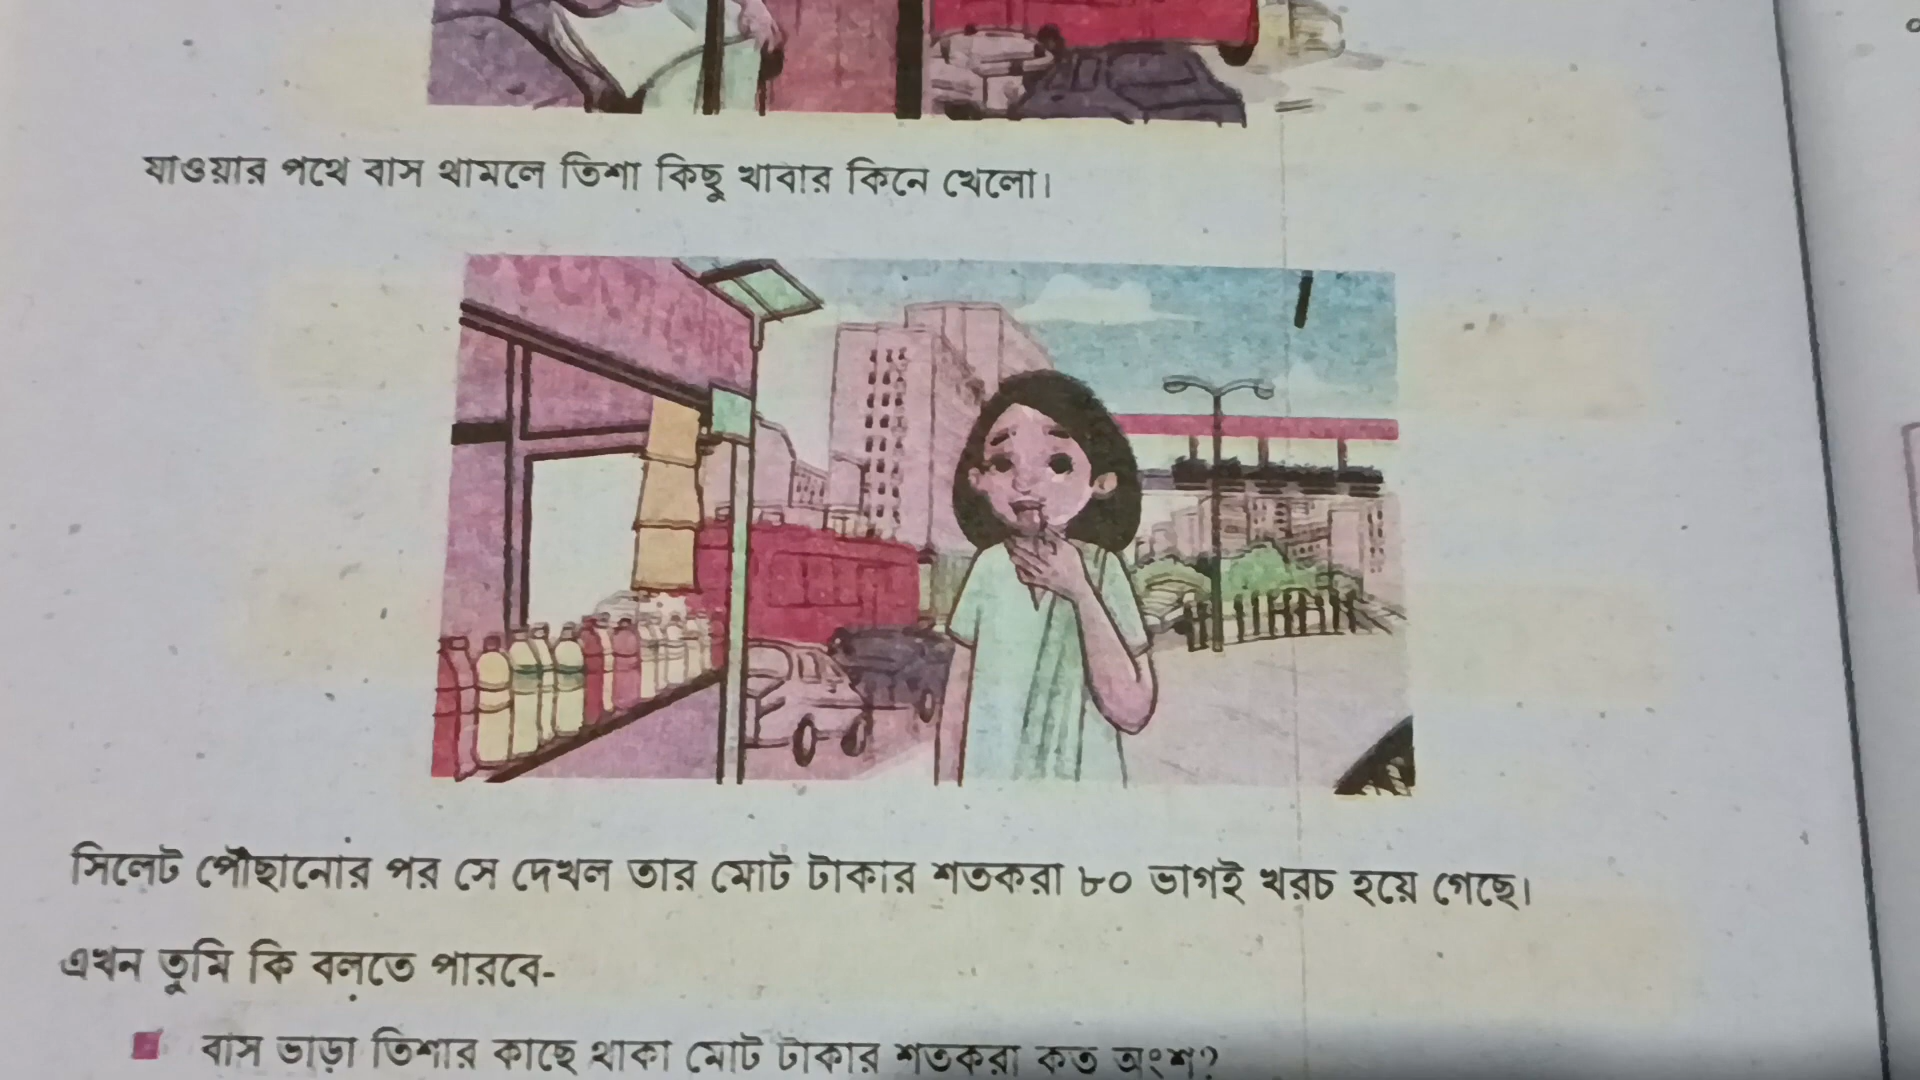 যাওয়ার পথে বাস থামলে তিশা কিছু খাবার কিনে খেলো।
সিলেট পৌছানোর পর সে দেখল তার মোট টাকার শতকরা ৮০ ভাগই খরচ হয়ে গেছে।
এখন তুমি কি বলতে পারবে-
বাস ভাড়া তিশার কাছে থাকা মোট টাকার শতকরা কত অংশ?